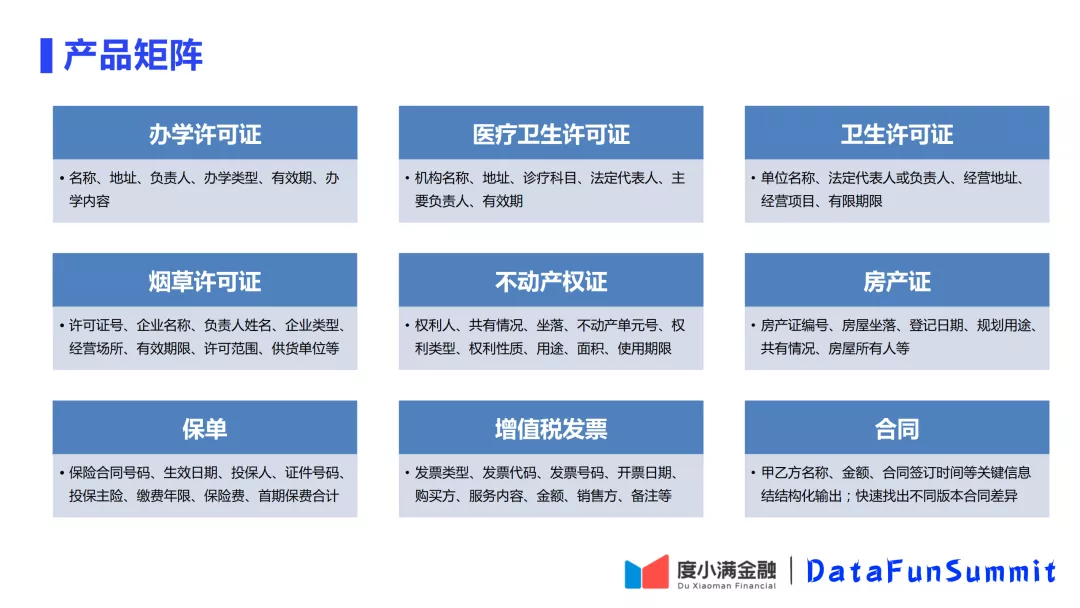 产品矩阵
办学许可证
• 名称、地址、负责人、办学类型、有效期、办
学内容
医疗卫生许可证
• 机构名称、地址、诊疗科目、法定代表人、主
要负责人、有效期
卫生许可证
• 单位名称、法定代表人或负责人、经营地址、
经营项目、有限期限
烟草许可证
• 许可证号、企业名称、负责人姓名、企业类型、
经营场所、有效期限、许可范围、供货单位等
不动产权证
• 权利人、共有情况、坐落、不动产单元号、权
利类型、权利性质、用途、面积、使用期限
房产证
• 房产证编号、房屋坐落、登记日期、规划用途、
共有情况、房屋所有人等
保单
• 保险合同号码、生效日期、投保人、证件号码、
投保主险、缴费年限、保险费、首期保费合计
增值税发票
• 发票类型、发票代码、发票号码、开票日期、
购买方、服务内容、金额、销售方、备注等
合同
• 甲乙方名称、金额、合同签订时间等关键信息
结结构化输出；快速找出不同版本合同差异
度小满金融
Du Xiaoman Financial
DataFunSummit